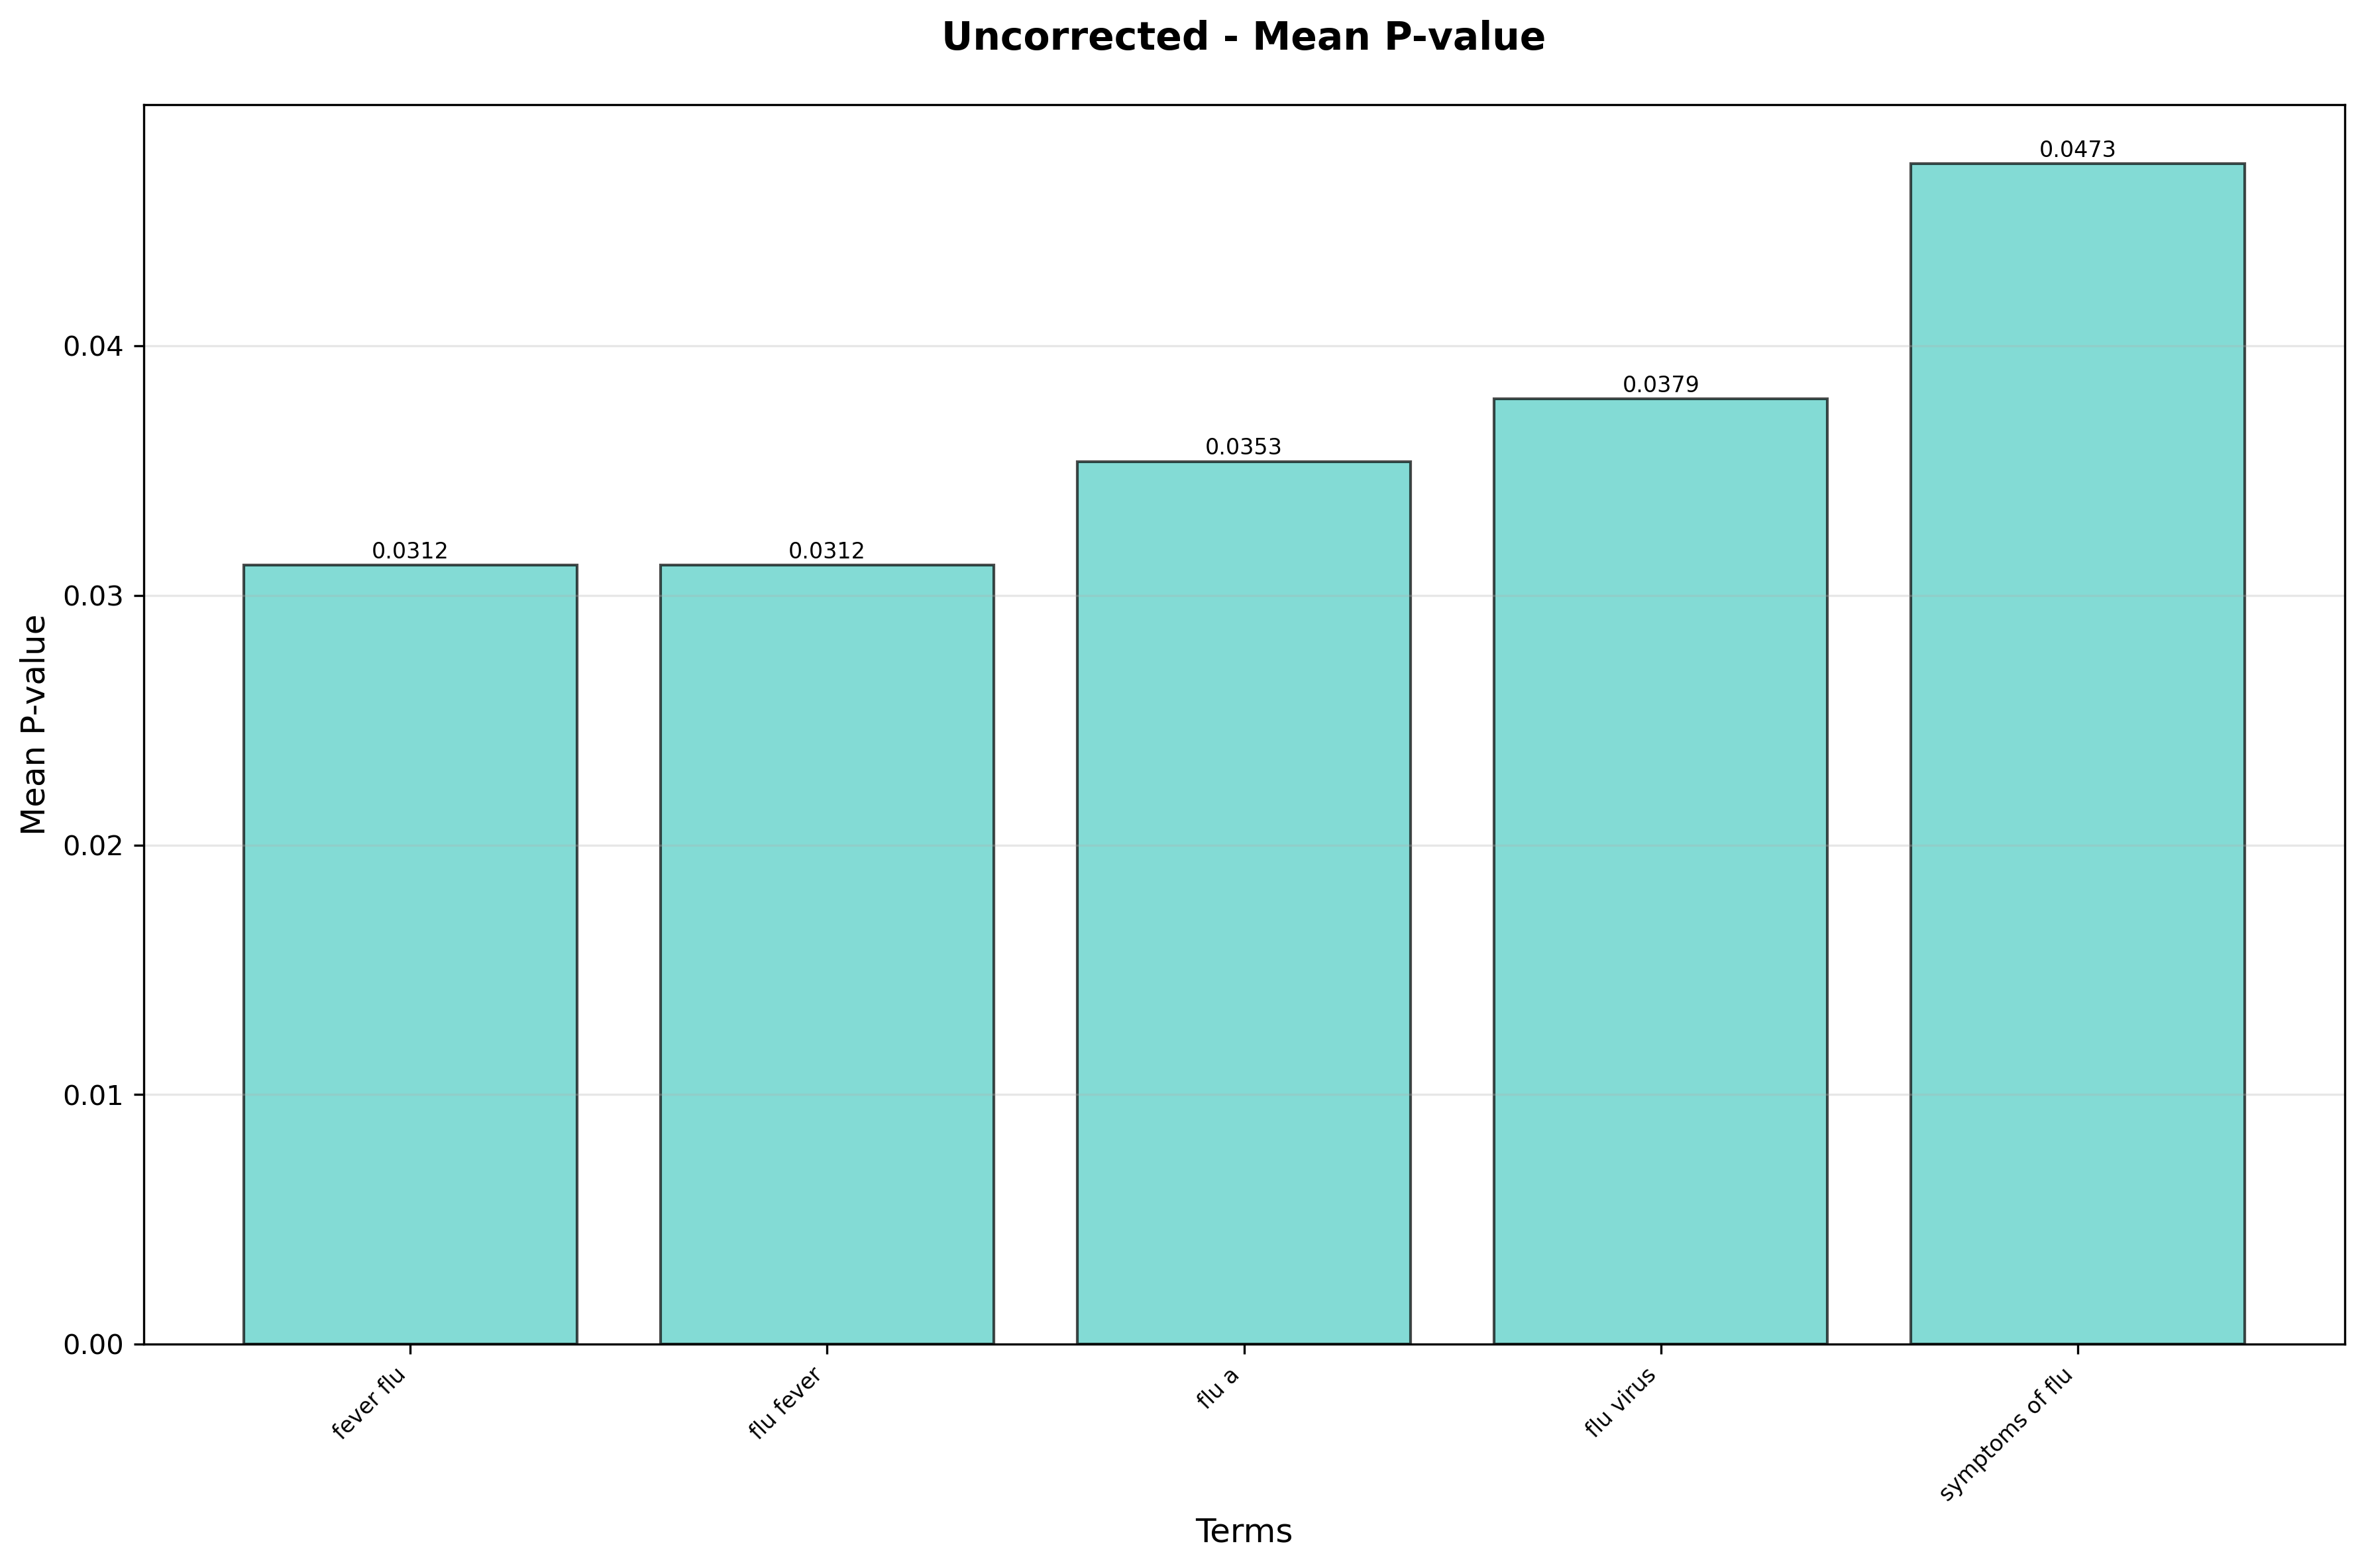 Uncorrected - Mean P-value
0.0473
0.04
0.0379
0.0353
0.0312
0.0312
0.03
0.02
0.01
0.00
Mean P-value
fever flu
flu fever
flu a
flu virus
symptoms of flu
Terms